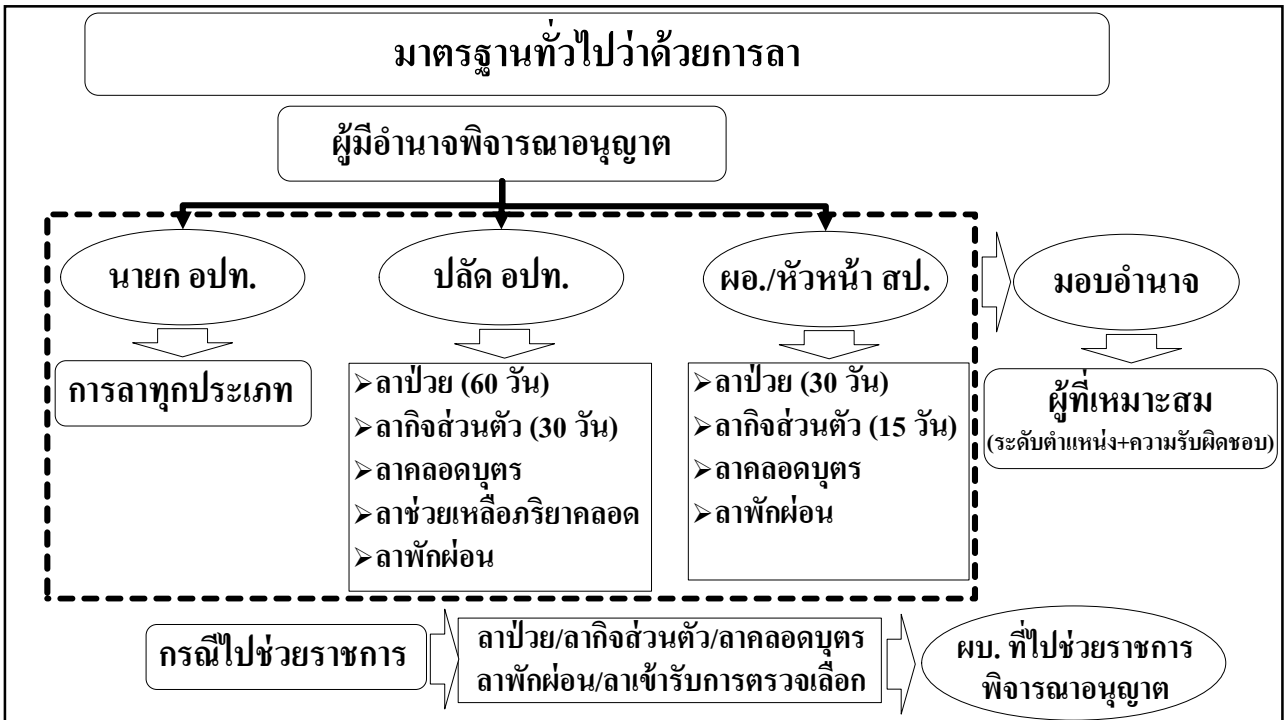 มาตรฐานทั่วไปว่าด้วยการลา
ผู้มีอำนาจพิจารณาอนุญาต
นายก อปท.
ปลัด อปท.
ผอ./หัวหน้า สป.
มอบอำนาจ
การลาทุกประเภท
➢ลาป่วย (60 วัน)
➢ลากิจส่วนตัว (30 วัน)
➢ลาคลอดบุตร
➢ลาช่วยเหลือภริยาคลอด
➢ลาพักผ่อน
➢ลาป่วย (30 วัน)
➢ลากิจส่วนตัว (15 วัน)
➢ลาคลอดบุตร
➢ลาพักผ่อน
ผู้ที่เหมาะสม
(ระดับตำแหน่ง+ความรับผิดชอบ)
กรณีไปช่วยราชการ
ลาป่วย/ลากิจส่วนตัว/ลาคลอดบุตร
ลาพักผ่อน/ลาเข้ารับการตรวจเลือก
ผบ. ที่ไปช่วยราชการ
พิจารณาอนุญาต